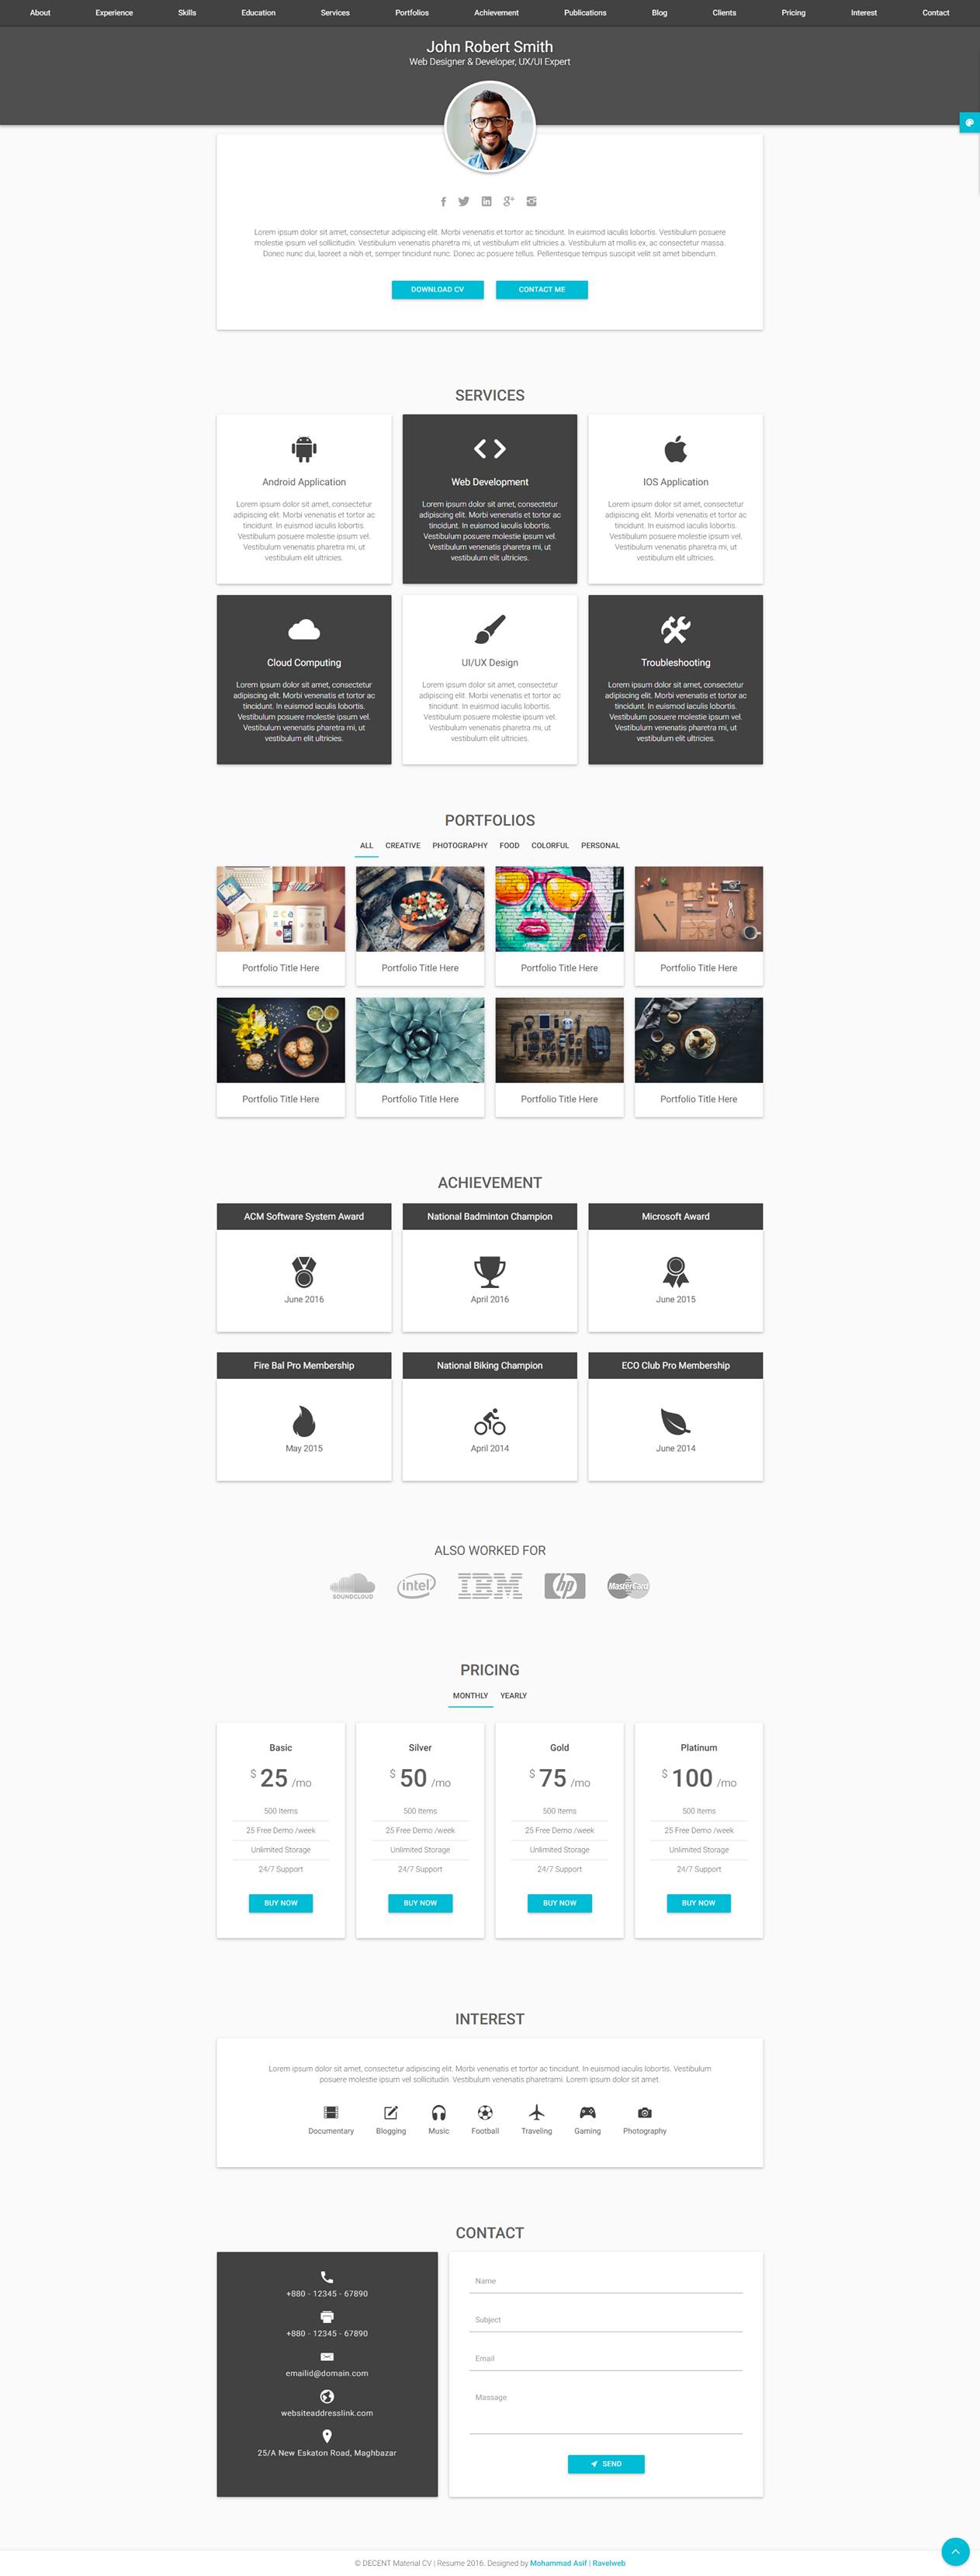 About Experience Skills Education Services Portfolios Achievement Publications Blog Clients Pricing Interest Contact
John Robert Smith
Web Designer & Developer, UX/UI Expert
Lorem ipsum dolor sit amet, consectetur adipiscing elit. Morbi venenatis et tortor ac tincidunt. In euismod iaculis lobortis. Vestibulum posuere
molestie ipsum vel sollicitudin. Vestibulum venenatis pharetra mi, ut vestibulum elit ultricies a. Vestibulum at mollis ex, ac consectetur massa.
Donec nunc dui, laoreet a nibh et, semper tincidunt nunc. Donec ac posuere tellus. Pellentesque tempus suscipit velit sit amet bibendum.
DOWNLOAD CV CONTACT ME
SERVICES
Android Application
Lorem ipsum dolor sit amet, consectetur
adipiscing elit. Morbi venenatis et tortor ac
tincidunt. In euismod iaculis lobortis.
Vestibulum posuere molestie ipsum vel.
Vestibulum venenatis pharetra mi, ut
vestibulum elit ultricies.
Web Development
Lorem ipsum dolor sit amet, consectetur
adipiscing elit. Morbi venenatis et tortor ac
tincidunt. In euismod iaculis lobortis.
Vestibulum posuere molestie ipsum vel.
Vestibulum venenatis pharetra mi, ut
vestibulum elit ultricies.
IOS Application
Lorem ipsum dolor sit amet, consectetur
adipiscing elit. Morbi venenatis et tortor ac
tincidunt. In euismod iaculis lobortis.
Vestibulum posuere molestie ipsum vel.
Vestibulum venenatis pharetra mi, ut
vestibulum elit ultricies.
Cloud Computing
Lorem ipsum dolor sit amet, consectetur
adipiscing elit. Morbi venenatis et tortor ac
tincidunt. In euismod iaculis lobortis.
Vestibulum posuere molestie ipsum vel.
Vestibulum venenatis pharetra mi, ut
vestibulum elit ultricies.
UI/UX Design
Lorem ipsum dolor sit amet, consectetur
adipiscing elit. Morbi venenatis et tortor ac
tincidunt. In euismod iaculis lobortis.
Vestibulum posuere molestie ipsum vel.
Vestibulum venenatis pharetra mi, ut
vestibulum elit ultricies.
Troubleshooting
Lorem ipsum dolor sit amet, consectetur
adipiscing elit. Morbi venenatis et tortor ac
tincidunt. In euismod iaculis lobortis.
Vestibulum posuere molestie ipsum vel.
Vestibulum venenatis pharetra mi, ut
vestibulum elit ultricies.
PORTFOLIOS
ALL CREATIVE PHOTOGRAPHY FOOD COLORFUL PERSONAL
Portfolio Title Here Portfolio Title Here Portfolio Title Here Portfolio Title Here
Portfolio Title Here Portfolio Title Here Portfolio Title Here Portfolio Title Here
ACHIEVEMENT
ACM Software System Award National Badminton Champion Microsoft Award
June 2016 April 2016 June 2015
Fire Bal Pro Membership National Biking Champion ECO Club Pro Membership
May 2015 April 2014 June 2014
ALSO WORKED FOR
SOUNDCLOUD intel IBM hp MasterCard
PRICING
MONTHLY YEARLY
Basic
$ 25 /mo
500 Items
25 Free Demo /week
Unlimited Storage
24/7 Support
BUY NOW
Silver
$ 50 /mo
500 Items
25 Free Demo /week
Unlimited Storage
24/7 Support
BUY NOW
Gold
$ 75 /mo
500 Items
25 Free Demo /week
Unlimited Storage
24/7 Support
BUY NOW
Platinum
$ 100 /mo
500 Items
25 Free Demo /week
Unlimited Storage
24/7 Support
BUY NOW
INTEREST
Lorem ipsum dolor sit amet, consectetur adipiscing elit. Morbi venenatis et tortor ac tincidunt. In euismod iaculis lobortis. Vestibulum
posuere molestie ipsum vel sollicitudin. Vestibulum venenatis pharetrami. Lorem ipsum dolor sit amet
Documentary Blogging Music Football Traveling Gaming Photography
CONTACT
+880 - 12345 - 67890
+880 - 12345 - 67890
emailid@domain.com
websiteaddresslink.com
25/A New Eskaton Road, Maghbazar
Name
Subject
Email
Massage
SEND
© DECENT Material CV | Resume 2016. Designed by Mohammad Asif | Ravelweb